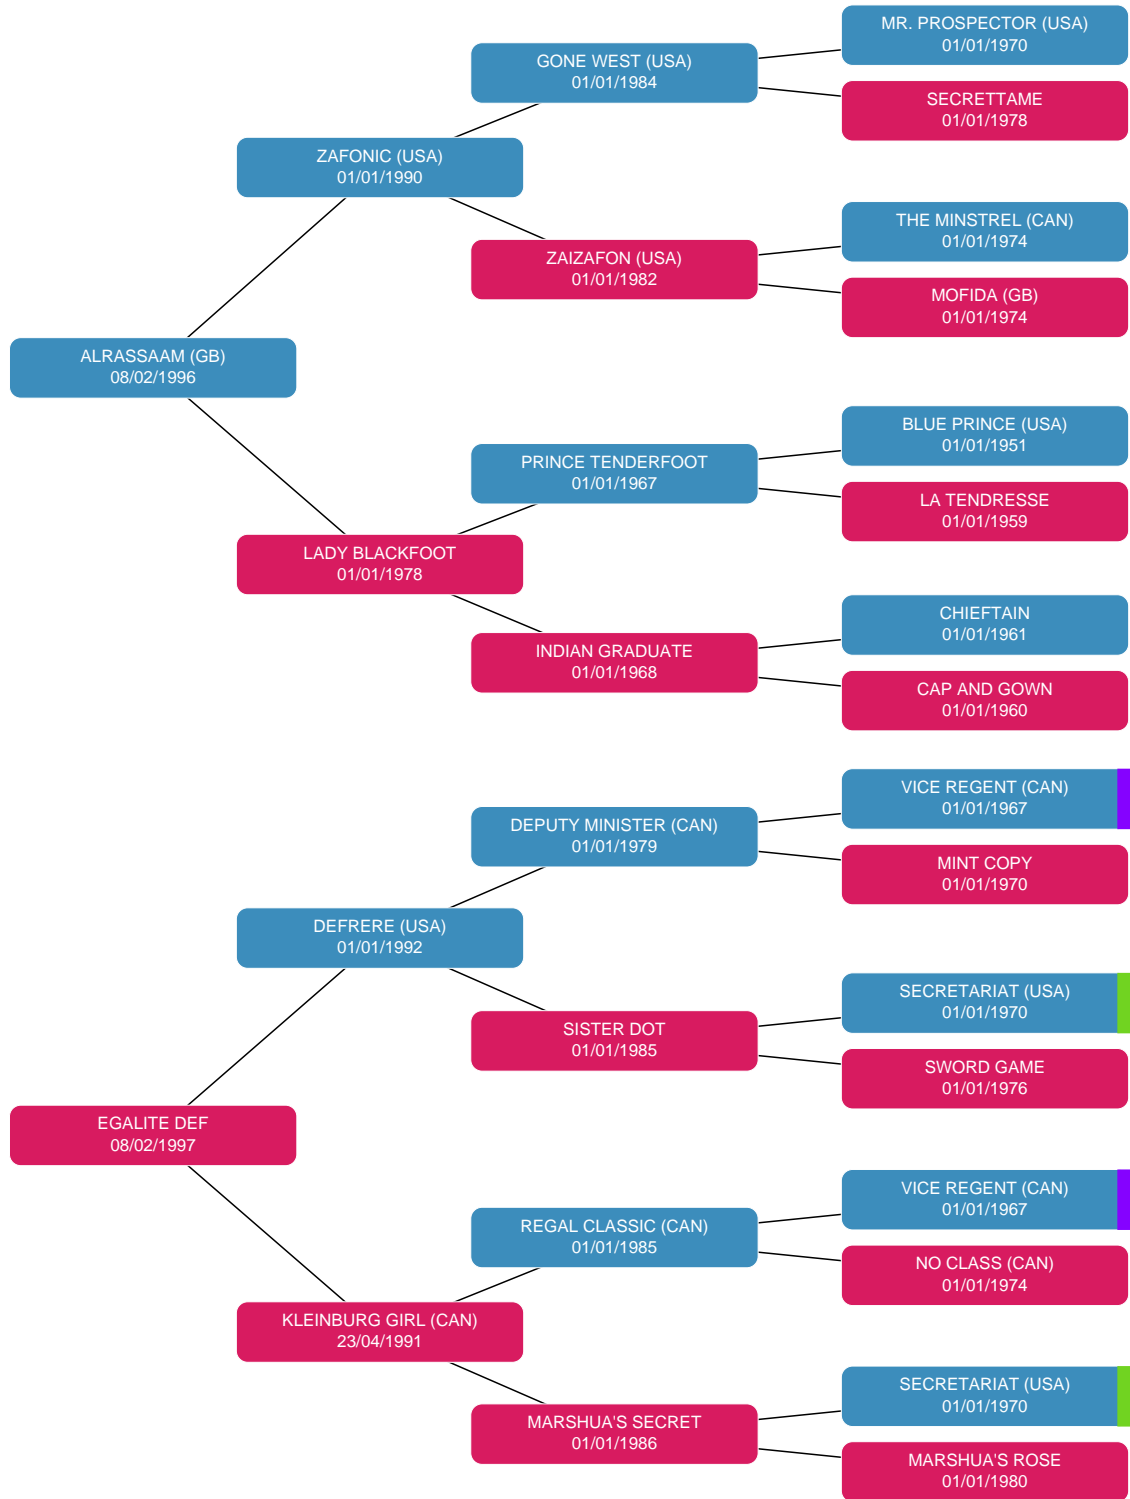 MR. PROSPECTOR (USA)
01/01/1970
GONE WEST (USA)
01/01/1984
SECRETTAME
01/01/1978
ZAFONIC (USA)
01/01/1990
THE MINSTREL (CAN)
01/01/1974
ZAIZAFON (USA)
01/01/1982
MOFIDA (GB)
01/01/1974
ALRASSAAM (GB)
08/02/1996
BLUE PRINCE (USA)
01/01/1951
PRINCE TENDERFOOT
01/01/1967
LA TENDRESSE
01/01/1959
LADY BLACKFOOT
01/01/1978
CHIEFTAIN
01/01/1961
INDIAN GRADUATE
01/01/1968
CAP AND GOWN
01/01/1960
VICE REGENT (CAN)
01/01/1967
DEPUTY MINISTER (CAN)
01/01/1979
MINT COPY
01/01/1970
DEFRERE (USA)
01/01/1992
SECRETARIAT (USA)
01/01/1970
SISTER DOT
01/01/1985
SWORD GAME
01/01/1976
EGALITE DEF
08/02/1997
VICE REGENT (CAN)
01/01/1967
REGAL CLASSIC (CAN)
01/01/1985
NO CLASS (CAN)
01/01/1974
KLEINBURG GIRL (CAN)
23/04/1991
SECRETARIAT (USA)
01/01/1970
MARSHUA'S SECRET
01/01/1986
MARSHUA'S ROSE
01/01/1980